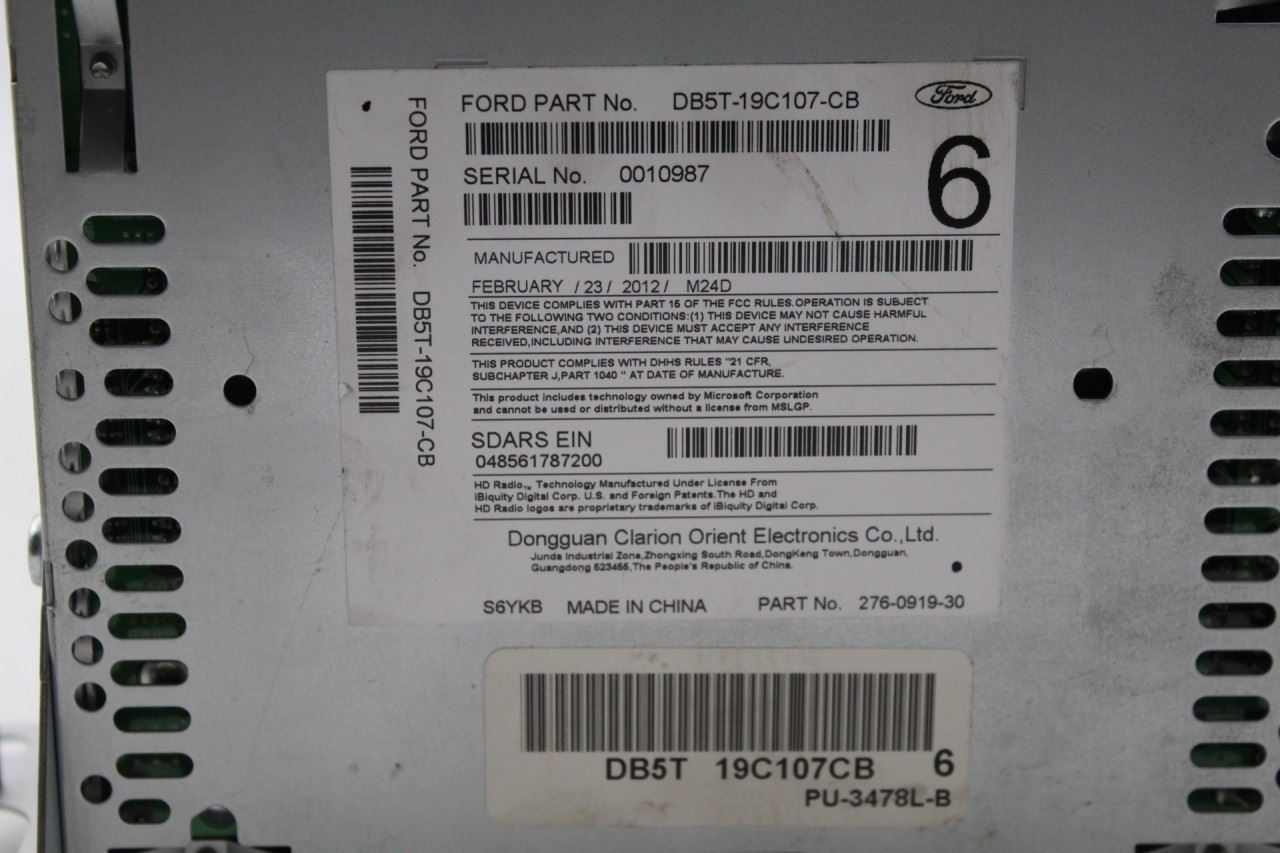 FORD PART No. DB5T-19C107-CB
FORD PART No. DB5T-19C107-CB
Ford
SERIAL No. 0010987
6
MANUFACTURED
FEBRUARY / 23 / 2012 / M24D
THIS DEVICE COMPLIES WITH PART 15 OF THE FCC RULES.OPERATION IS SUBJECT
TO THE FOLLOWING TWO CONDITIONS:(1) THIS DEVICE MAY NOT CAUSE HARMFUL
INTERFERENCE,AND (2) THIS DEVICE MUST ACCEPT ANY INTERFERENCE
RECEIVED,INCLUDING INTERFERENCE THAT MAY CAUSE UNDESIRED OPERATION.
THIS PRODUCT COMPLIES WITH DHHS RULES "21 CFR,
SUBCHAPTER J,PART 1040 " AT DATE OF MANUFACTURE.
This product includes technology owned by Microsoft Corporation
and cannot be used or distributed without a license from MSLGP.
SDARS EIN
048561787200
HD Radio™ Technology Manufactured Under License From
iBiquity Digital Corp. U.S. and Foreign Patents.The HD and
HD Radio logos are proprietary trademarks of iBiquity Digital Corp.
Dongguan Clarion Orient Electronics Co.,Ltd.
Junda Industrial Zone,Zhongxing South Road,DongKeng Town,Dongguan,
Guangdong 523455,The People's Republic of China.
S6YKB MADE IN CHINA PART No. 276-0919-30
DB5T 19C107CB 6
PU-3478L-B